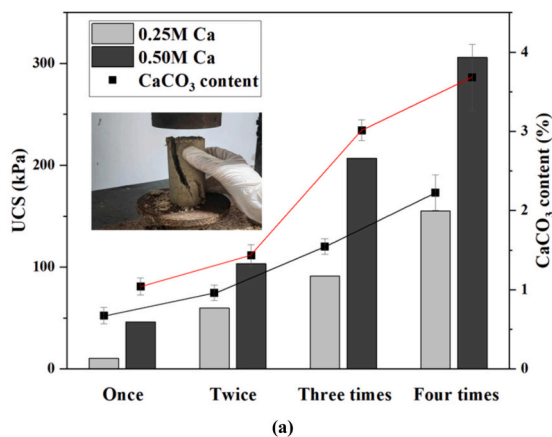 0.25M Ca
0.50M Ca
CaCO₃ content
300
200
100
0
UCS (kPa)
4
3
2
1
0
CaCO₃ content (%)
Once Twice Three times Four times
(a)